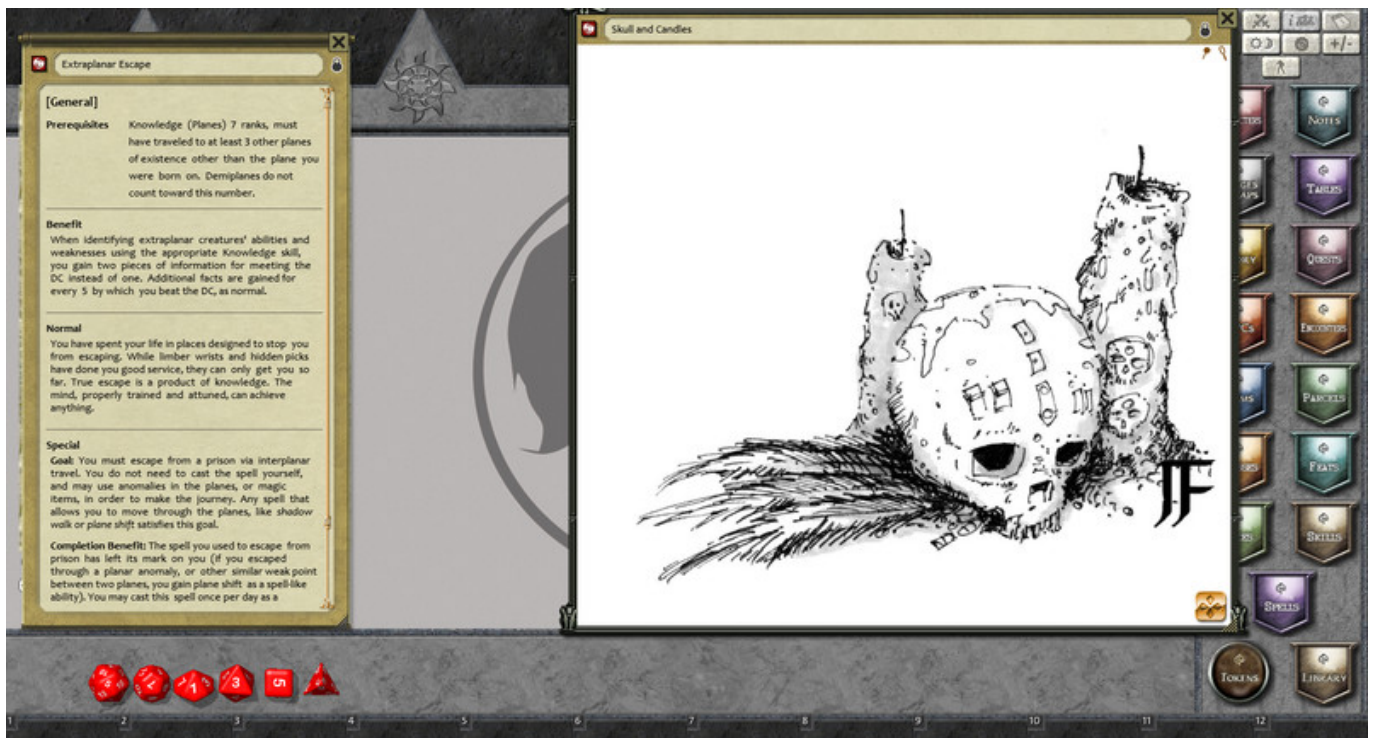 Extraplanar Escape
[General]
Prerequisites Knowledge (Planes) 7 ranks, must
have traveled to at least 3 other planes
of existence other than the plane you
were born on. Demiplanes do not
count toward this number.
Benefit
When identifying extraplanar creatures' abilities and
weaknesses using the appropriate Knowledge skill,
you gain two pieces of information for meeting the
DC instead of one. Additional facts are gained for
every 5 by which you beat the DC, as normal.
Normal
You have spent your life in places designed to stop you
from escaping. While limber wrists and hidden picks
have done you good service, they can only get you so
far. True escape is a product of knowledge. The
mind, properly trained and attuned, can achieve
anything.
Special
Goal: You must escape from a prison via interplanar
travel. You do not need to cast the spell yourself,
and may use anomalies in the planes, or magic
items, in order to make the journey. Any spell that
allows you to move through the planes, like shadow
walk or plane shift satisfies this goal.
Completion Benefit: The spell you used to escape from
prison has left its mark on you (if you escaped
through a planar anomaly, or other similar weak point
between two planes, you gain plane shift as a spell-like
ability). You may cast this spell once per day as a
Skull and Candles
JF
+/-
NOTES
TABLES
QUESTS
ENCOUNTERS
PARCELS
FEATS
SKILLS
SPELLS
TOKENS
LIBRARY
3
5
1 2 3 4 5 6 7 8 9 10 11 12